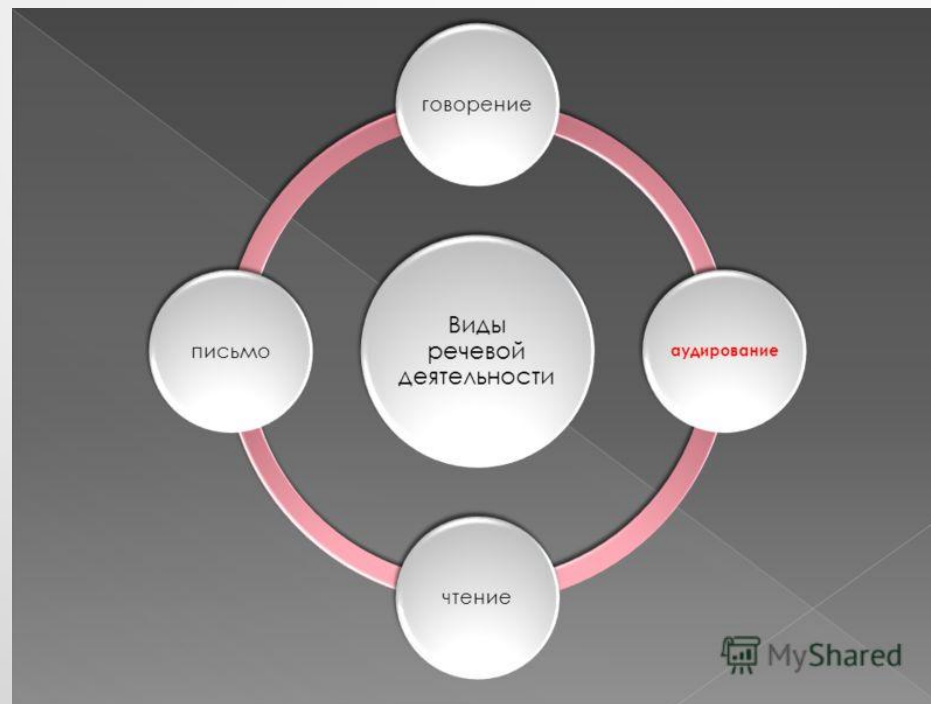 говорение
письмо
Виды
речевой
деятельности
аудирование
чтение
MyShared